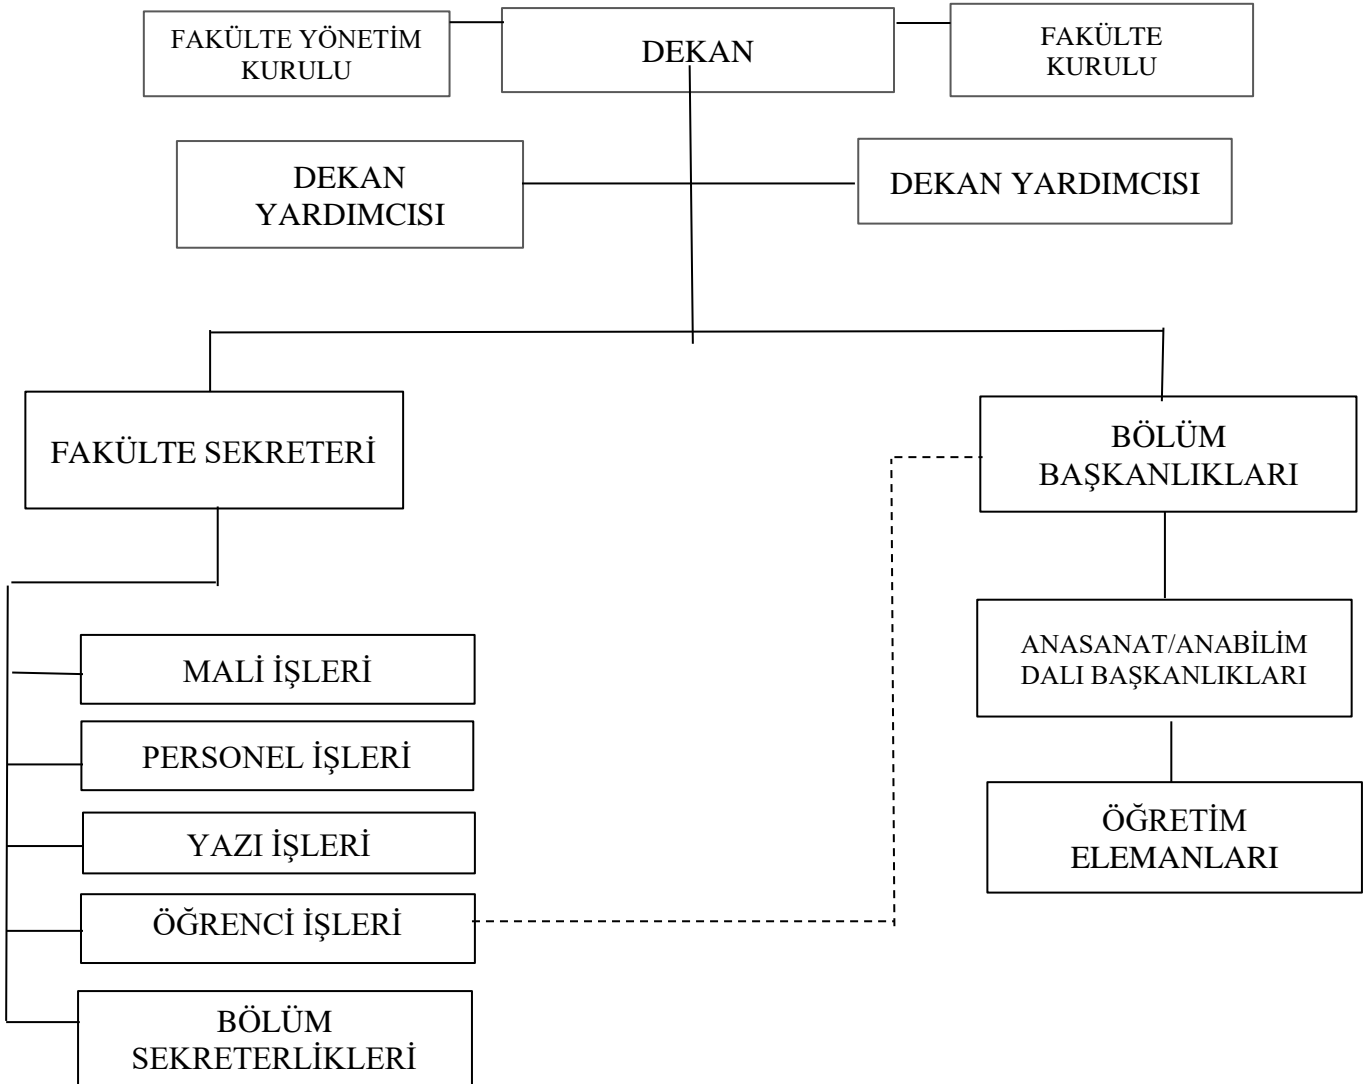 FAKÜLTE YÖNETİM
KURULU
DEKAN
FAKÜLTE
KURULU
DEKAN
YARDIMCISI
DEKAN YARDIMCISI
FAKÜLTE SEKRETERİ
BÖLÜM
BAŞKANLIKLARI
MALİ İŞLERİ
PERSONEL İŞLERİ
YAZI İŞLERİ
ÖĞRENCİ İŞLERİ
BÖLÜM
SEKRETERLİKLERİ
ANASANAT/ANABİLİM
DALI BAŞKANLIKLARI
ÖĞRETİM
ELEMANLARI